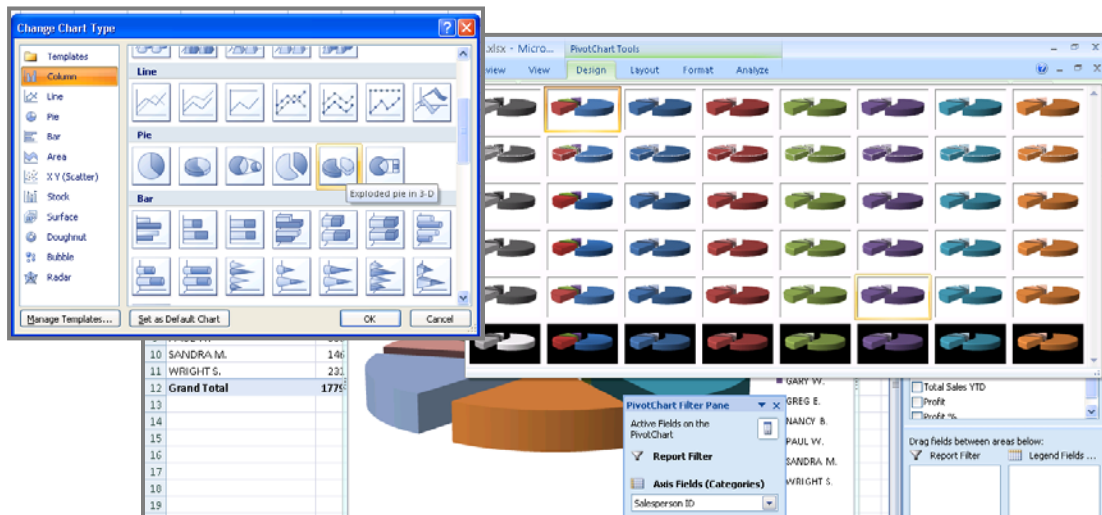 Change Chart Type
Templates
Column
Line
Pie
Bar
Area
X Y (Scatter)
Stock
Surface
Doughnut
Bubble
Radar
Line
Pie
Exploded pie in 3-D
Bar
Manage Templates...
Set as Default Chart
OK
Cancel
.xlsx - Micro...
PivotChart Tools
View
Design
Layout
Format
Analyze
10 SANDRA M. 146
11 WRIGHT S. 231
12 Grand Total 1779
13
14
15
16
17
18
19
GARY W.
GREG E.
NANCY B.
PAUL W.
SANDRA M.
WRIGHT S.
PivotChart Filter Pane
Active Fields on the
PivotChart
Report Filter
Axis Fields (Categories)
Salesperson ID
Total Sales YTD
Profit
Profit %
Drag fields between areas below:
Report Filter
Legend Fields ...